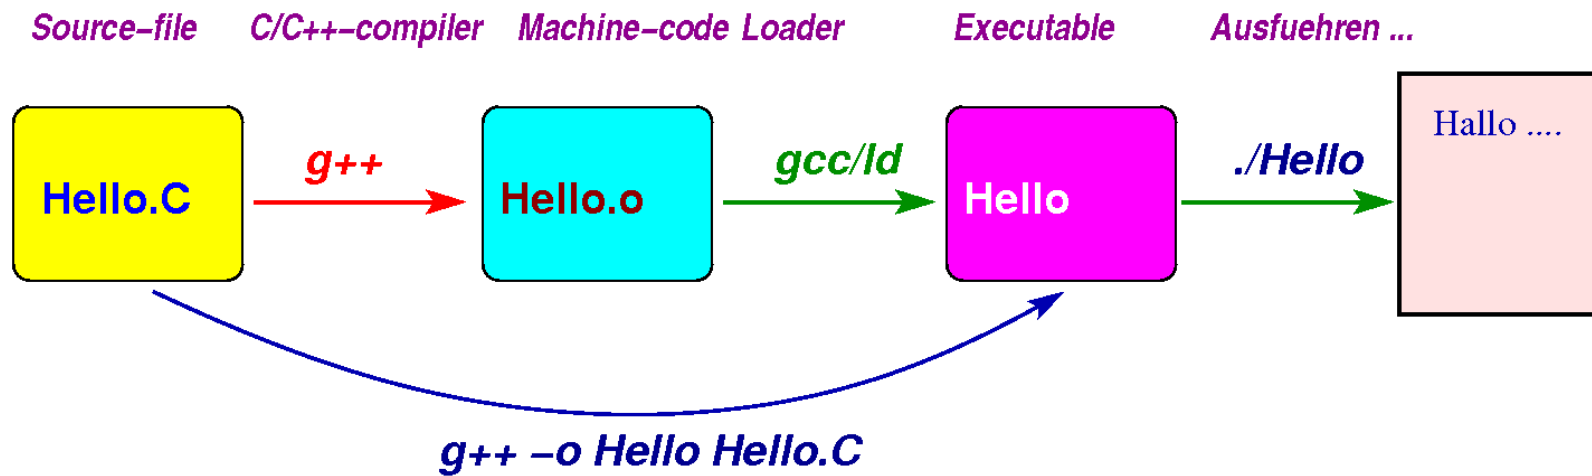 Source-file C/C++-compiler Machine-code Loader Executable Ausfuehren ...
Hallo ....
g++ gcc/ld ./Hello
Hello.C Hello.o Hello
g++ -o Hello Hello.C